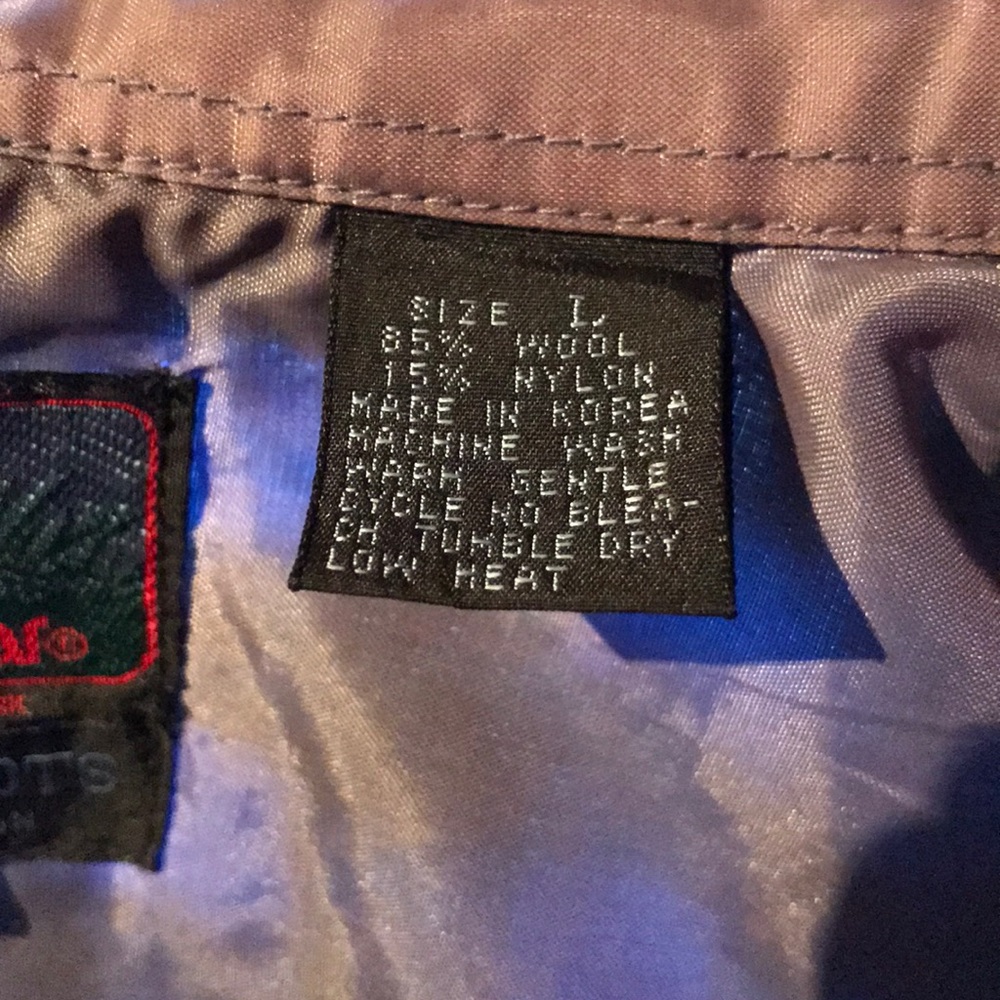 SIZE L
85% WOOL
15% NYLON
MADE IN KOREA
MACHINE WASH
WARM GENTLE
CYCLE NO BLEA-
CH TUMBLE DRY
LOW HEAT